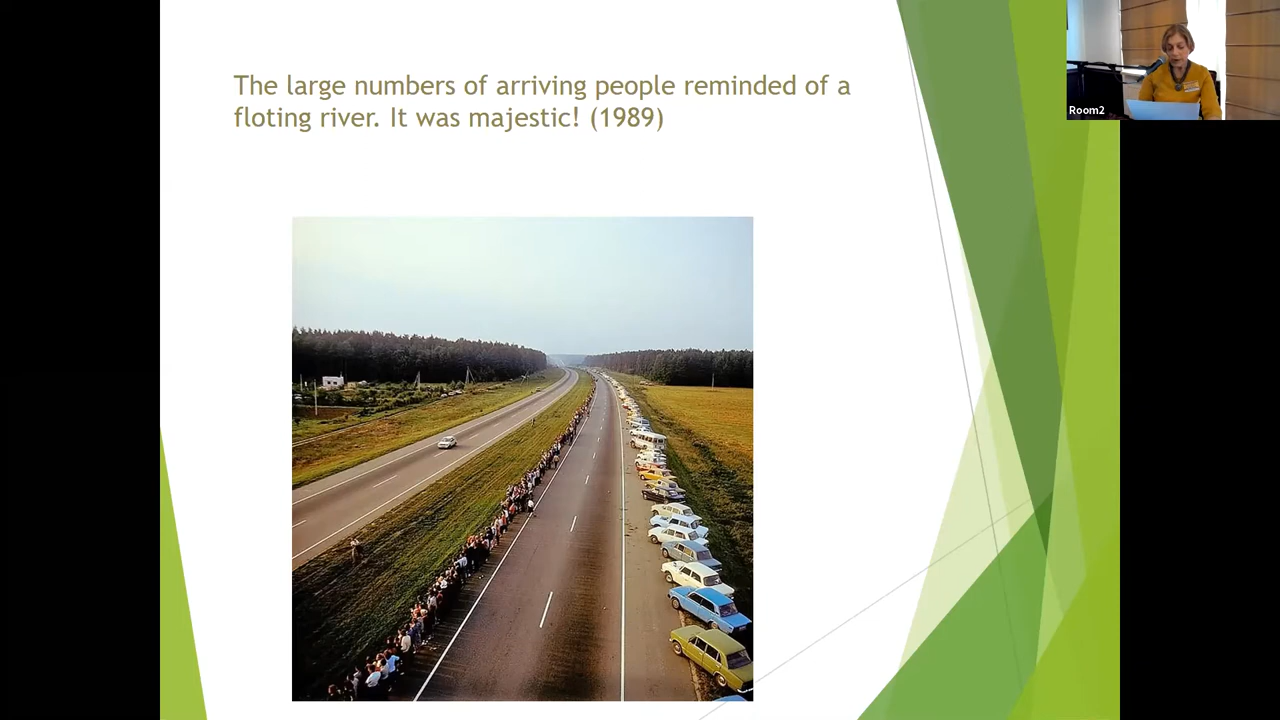 The large numbers of arriving people reminded of a
floting river. It was majestic! (1989)
Room2